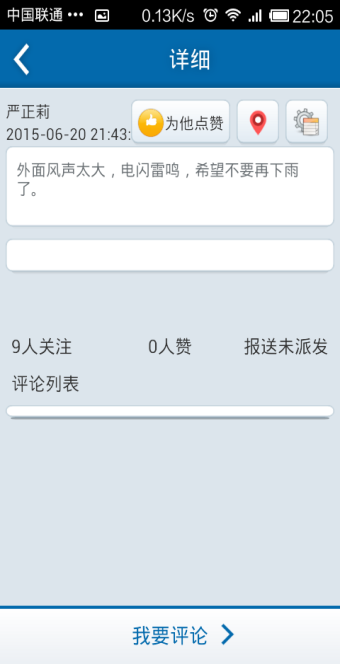 中国联通 ••• 0.13K/s 22:05
详细
严正莉
2015-06-20 21:43:
为他点赞
外面风声太大，电闪雷鸣，希望不要再下雨
了。
9人关注 0人赞 报送未派发
评论列表
我要评论